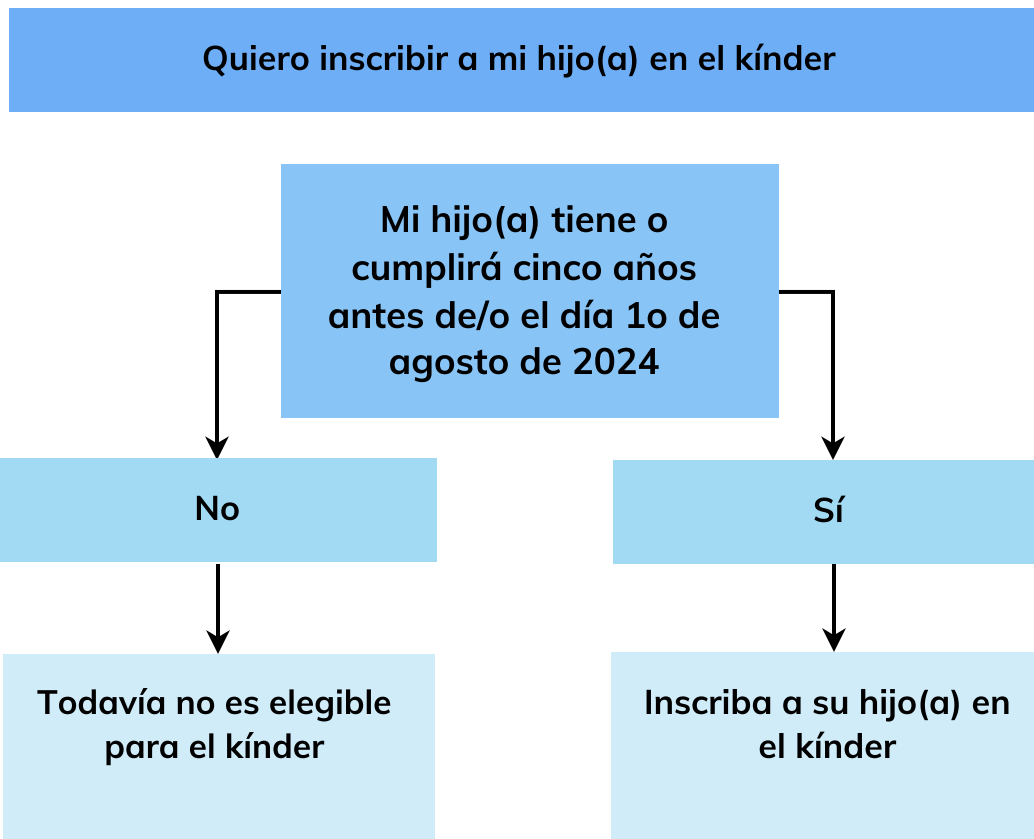 Quiero inscribir a mi hijo(a) en el kínder
Mi hijo(a) tiene o
cumplirá cinco años
antes de/o el día 1o de
agosto de 2024
No
Sí
Todavía no es elegible
para el kínder
Inscriba a su hijo(a) en
el kínder